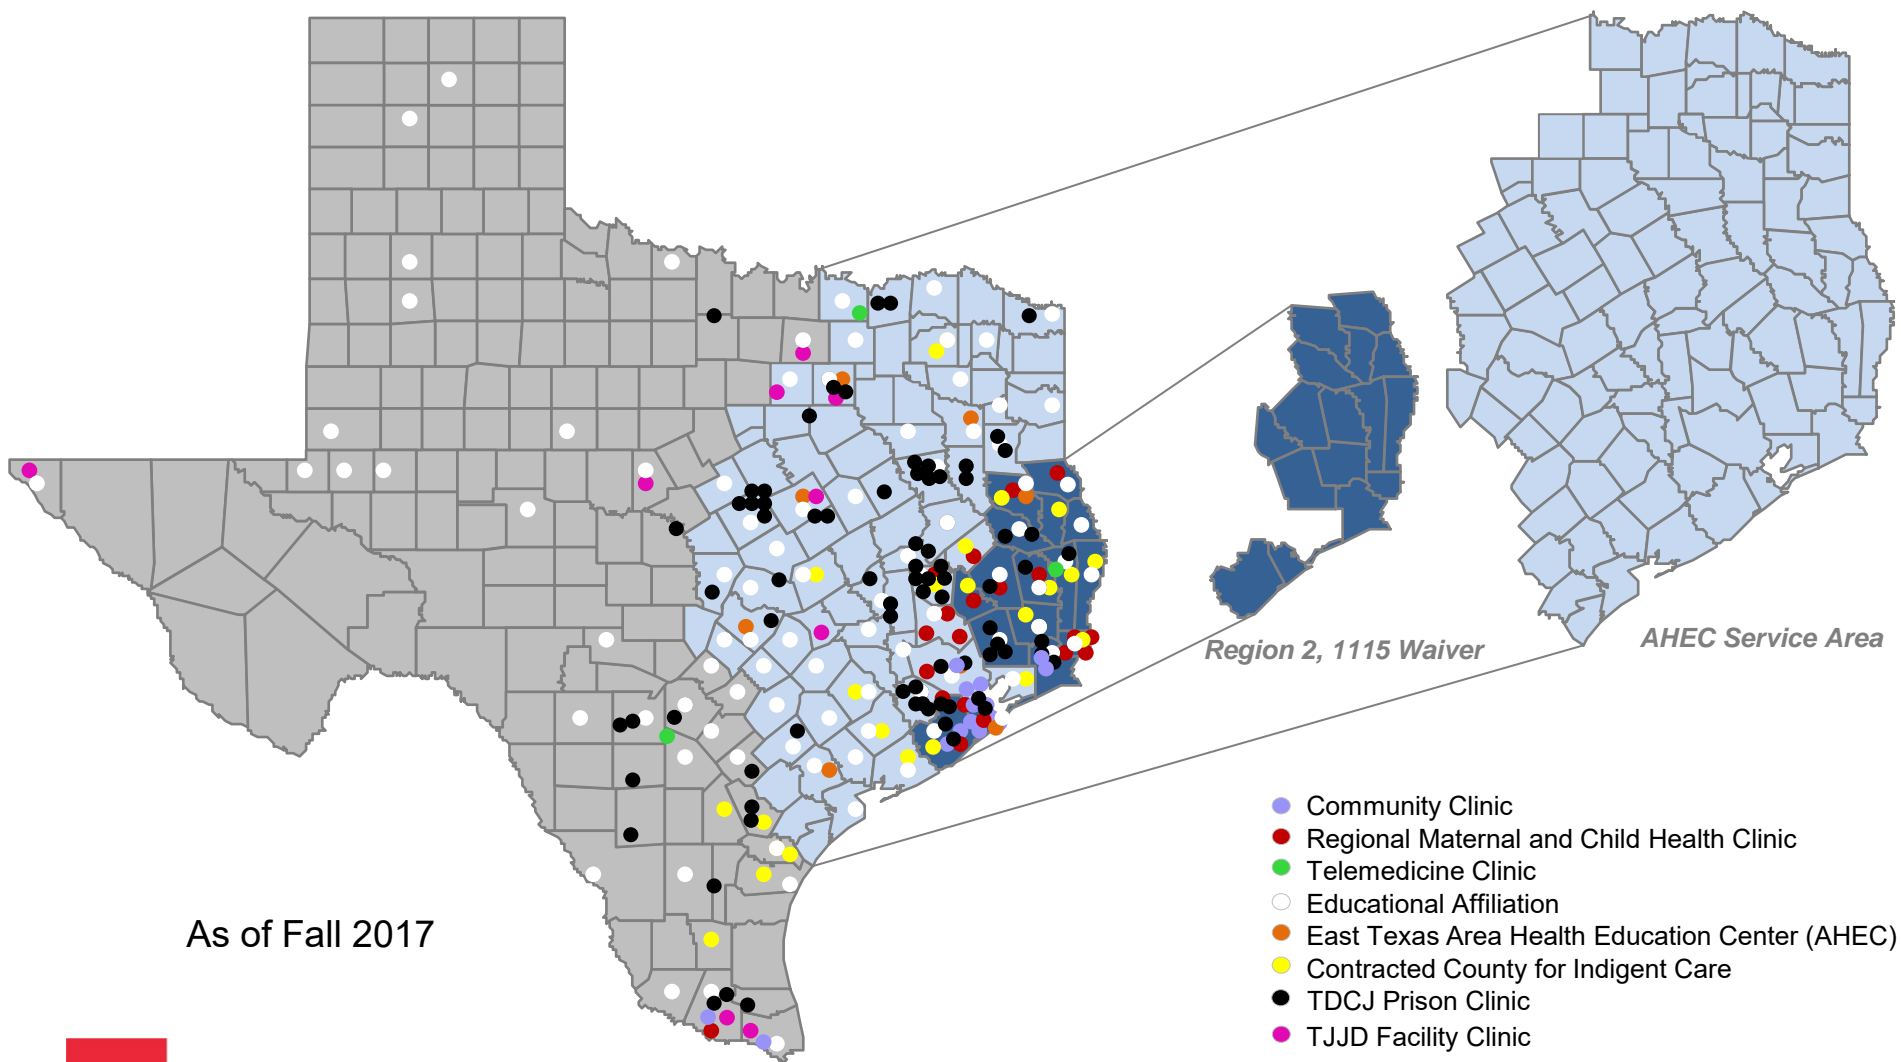 Region 2, 1115 Waiver
AHEC Service Area
As of Fall 2017
Community Clinic
Regional Maternal and Child Health Clinic
Telemedicine Clinic
Educational Affiliation
East Texas Area Health Education Center (AHEC)
Contracted County for Indigent Care
TDCJ Prison Clinic
TJJD Facility Clinic